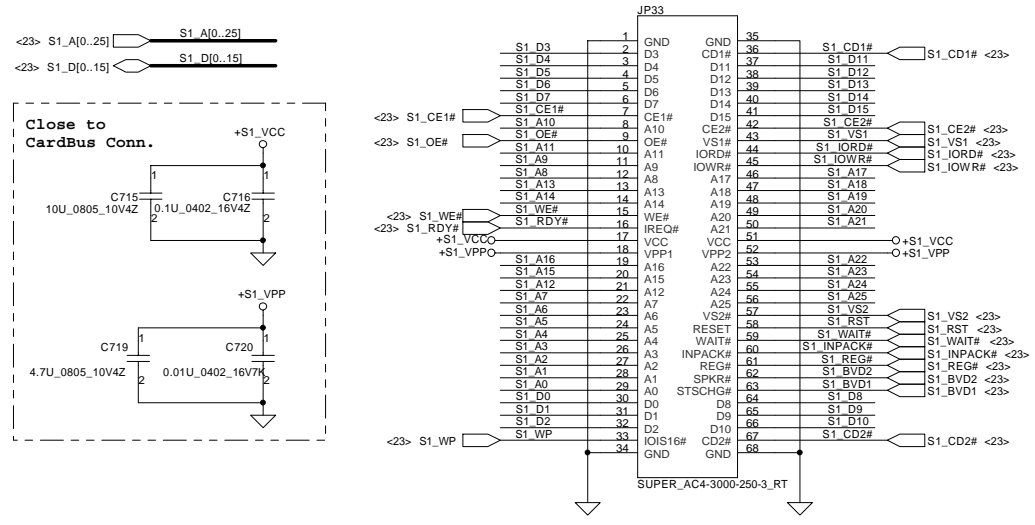 <23> S1_A[0..25] S1_A[0..25]
<23> S1_D[0..15] S1_D[0..15]
Close to
CardBus Conn.
+S1_VCC
1 1
C715 C716
10U_0805_10V4Z 0.1U_0402_16V4Z
2 2
+S1_VPP
1 1
C719 C720
4.7U_0805_10V4Z 0.01U_0402_16V7K
2 2
JP33
1 GND GND 35
S1_D3 2 D3 CD1# 36 S1_CD1# S1_CD1# <23>
S1_D4 3 D4 D11 37 S1_D11
S1_D5 4 D5 D12 38 S1_D12
S1_D6 5 D6 D13 39 S1_D13
S1_D7 6 D7 D14 40 S1_D14
<23> S1_CE1# S1_CE1# 7 CE1# D15 41 S1_D15
S1_A10 8 A10 CE2# 42 S1_CE2# S1_CE2# <23>
<23> S1_OE# S1_OE# 9 OE# VS1# 43 S1_VS1 S1_VS1 <23>
S1_A11 10 A11 IORD# 44 S1_IORD# S1_IORD# <23>
S1_A9 11 A9 IOWR# 45 S1_IOWR# S1_IOWR# <23>
S1_A8 12 A8 A17 46 S1_A17
S1_A13 13 A13 A18 47 S1_A18
S1_A14 14 A14 A19 48 S1_A19
<23> S1_WE# S1_WE# 15 WE# A20 49 S1_A20
<23> S1_RDY# S1_RDY# 16 IREQ# A21 50 S1_A21
+S1_VCC 17 VCC VCC 51 +S1_VCC
+S1_VPP 18 VPP1 VPP2 52 +S1_VPP
S1_A16 19 A16 A22 53 S1_A22
S1_A15 20 A15 A23 54 S1_A23
S1_A12 21 A12 A24 55 S1_A24
S1_A7 22 A7 A25 56 S1_A25
S1_A6 23 A6 VS2# 57 S1_VS2 S1_VS2 <23>
S1_A5 24 A5 RESET 58 S1_RST S1_RST <23>
S1_A4 25 A4 WAIT# 59 S1_WAIT# S1_WAIT# <23>
S1_A3 26 A3 INPACK# 60 S1_INPACK# S1_INPACK# <23>
S1_A2 27 A2 REG# 61 S1_REG# S1_REG# <23>
S1_A1 28 A1 SPKR# 62 S1_BVD2 S1_BVD2 <23>
S1_A0 29 A0 STSCHG# 63 S1_BVD1 S1_BVD1 <23>
S1_D0 30 D0 D8 64 S1_D8
S1_D1 31 D1 D9 65 S1_D9
S1_D2 32 D2 D10 66 S1_D10
<23> S1_WP S1_WP 33 IOIS16# CD2# 67 S1_CD2# S1_CD2# <23>
34 GND GND 68
SUPER_AC4-3000-250-3_RT